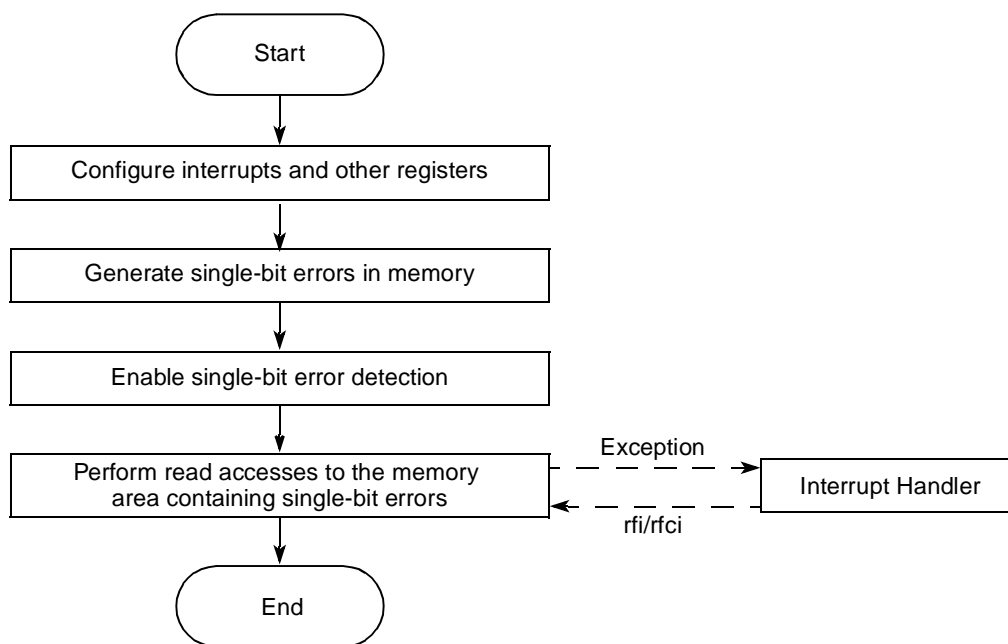 Start
Configure interrupts and other registers
Generate single-bit errors in memory
Enable single-bit error detection
Perform read accesses to the memory
area containing single-bit errors
Exception
Interrupt Handler
rfi/rfci
End